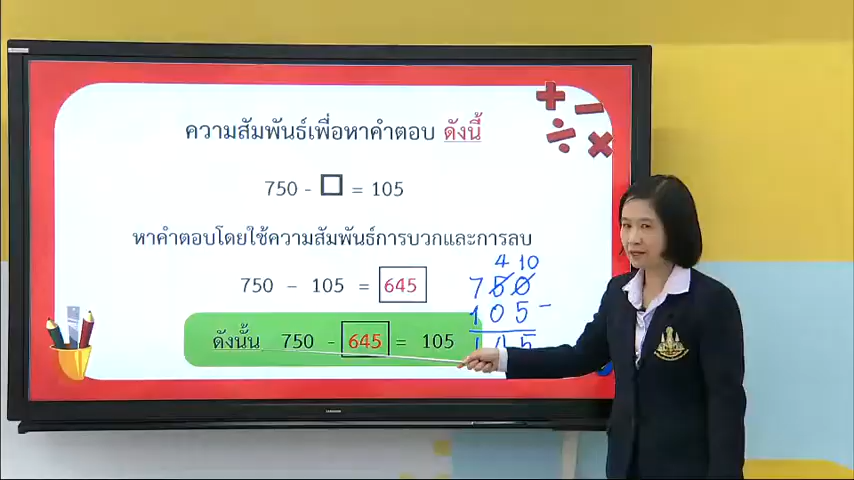 ความสัมพันธ์เพื่อหาคำตอบ ดังนี้
750 - □ = 105
หาคำตอบโดยใช้ความสัมพันธ์การบวกและการลบ
750 - 105 = 645
ดังนั้น 750 - 645 = 105
4 10
750
105 -
SAMSUNG